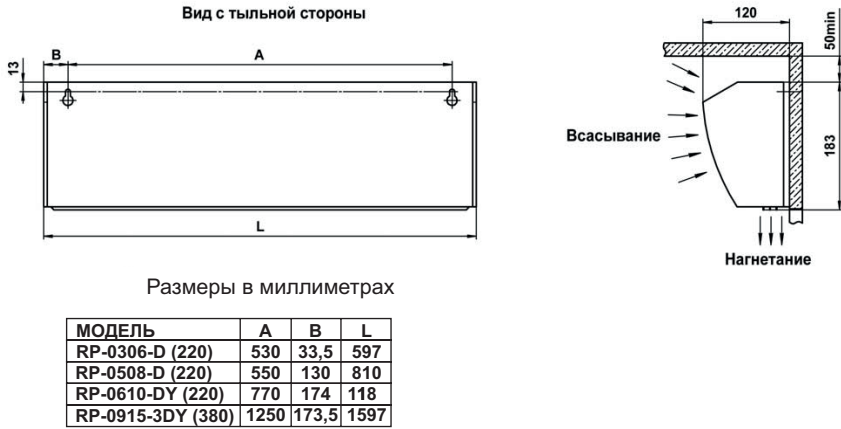 Вид с тыльной стороны
B
A
13
L
120
50min
183
Всасывание
Нагнетание
Размеры в миллиметрах
МОДЕЛЬ A B L
RP-0306-D (220) 530 33,5 597
RP-0508-D (220) 550 130 810
RP-0610-DY (220) 770 174 118
RP-0915-3DY (380) 1250 173,5 1597